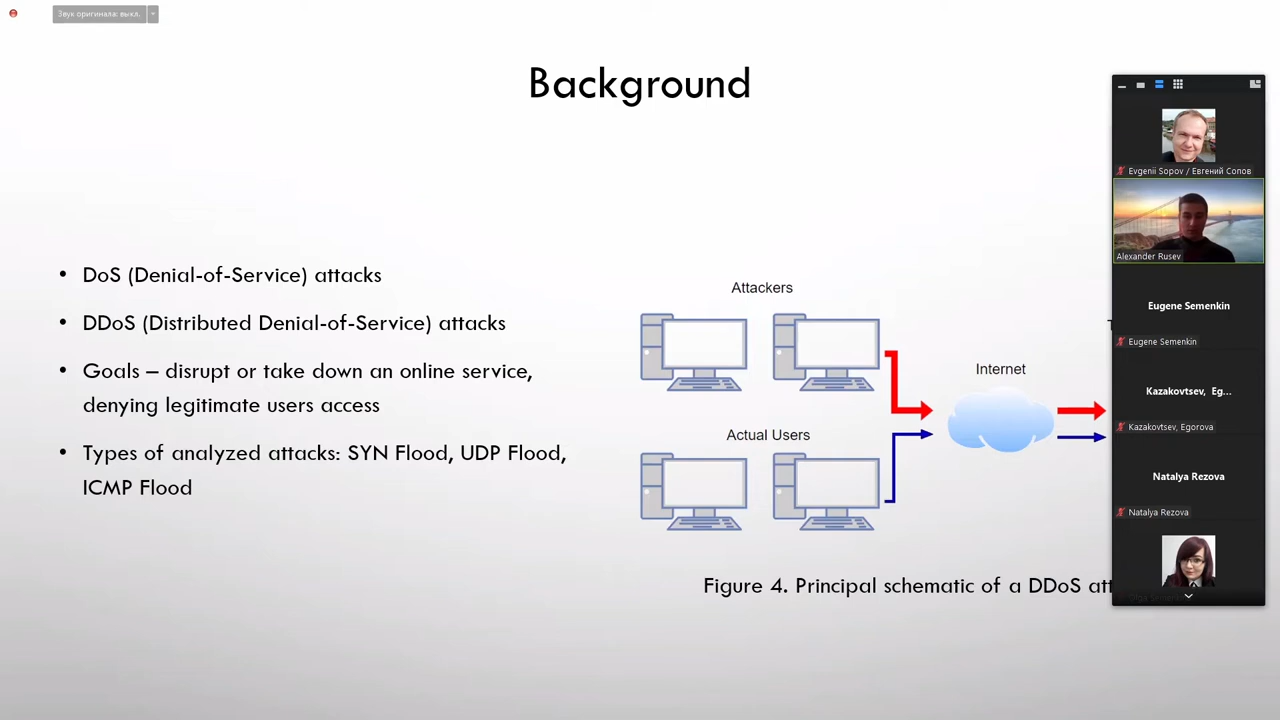 Звук оригинала: выкл.
Background
• DoS (Denial-of-Service) attacks
• DDoS (Distributed Denial-of-Service) attacks
• Goals – disrupt or take down an online service,
denying legitimate users access
• Types of analyzed attacks: SYN Flood, UDP Flood,
ICMP Flood
Attackers
Internet
Actual Users
Figure 4. Principal schematic of a DDoS
Evgenii Sopov / Евгений Сопов
Alexander Rusev
Eugene Semenkin
Eugene Semenkin
Kazakovtsev, Eg...
Kazakovtsev, Egorova
Natalya Rezova
Natalya Rezova